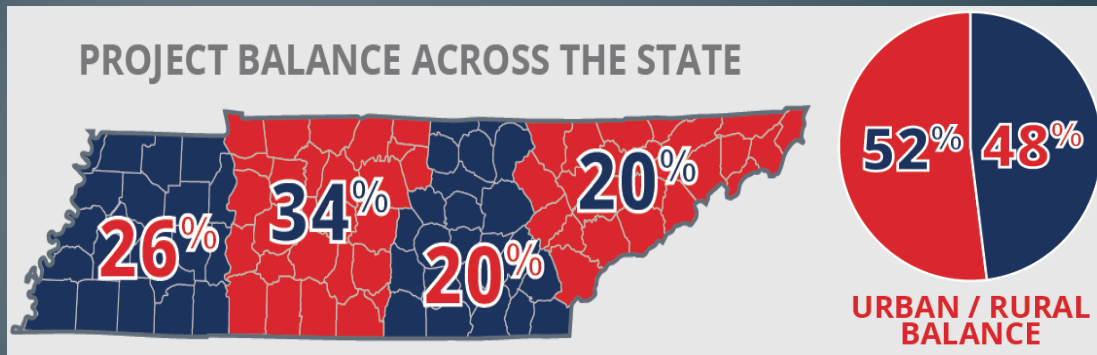 PROJECT BALANCE ACROSS THE STATE
26%
34%
20%
20%
52% 48%
URBAN / RURAL
BALANCE